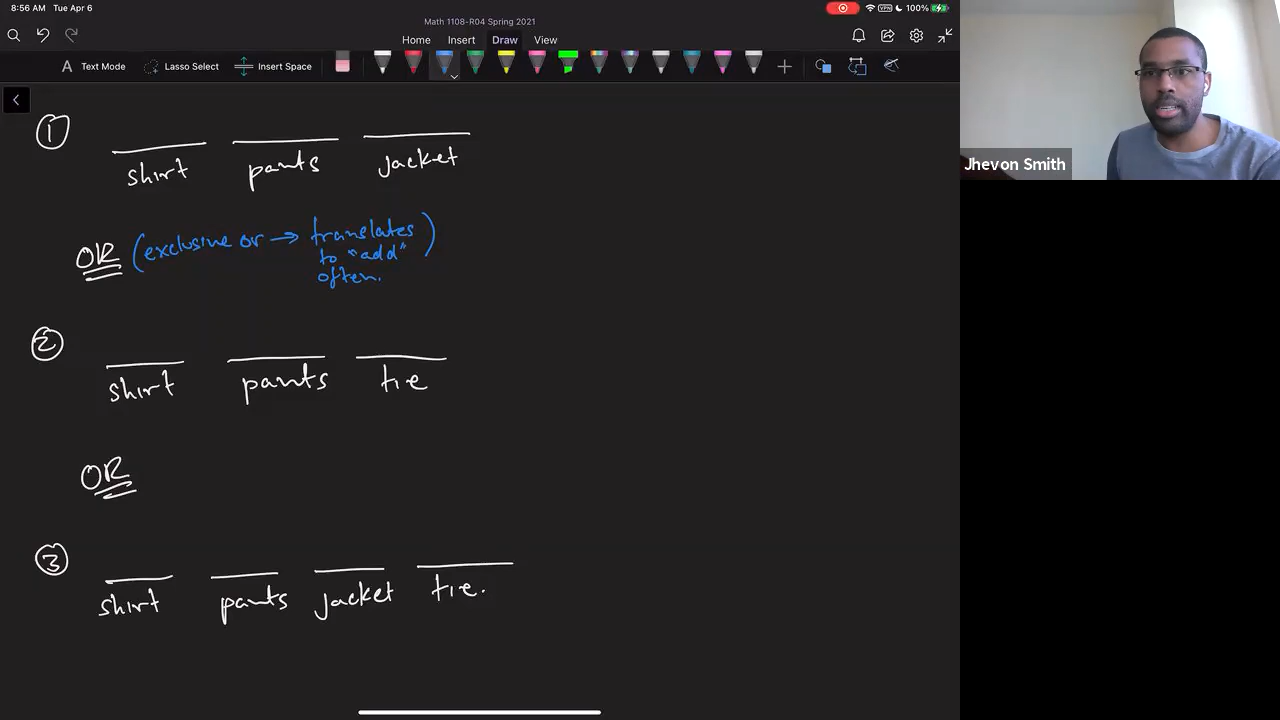 8:56 AM Tue Apr 6
100%
Math 1108-R04 Spring 2021
Home Insert Draw View
Text Mode Lasso Select Insert Space
1
shirt pants jacket
OR (exclusive or → translates
to "add"
often.)
2
shirt pants tie
OR
3
shirt pants jacket tie.
Jhevon Smith